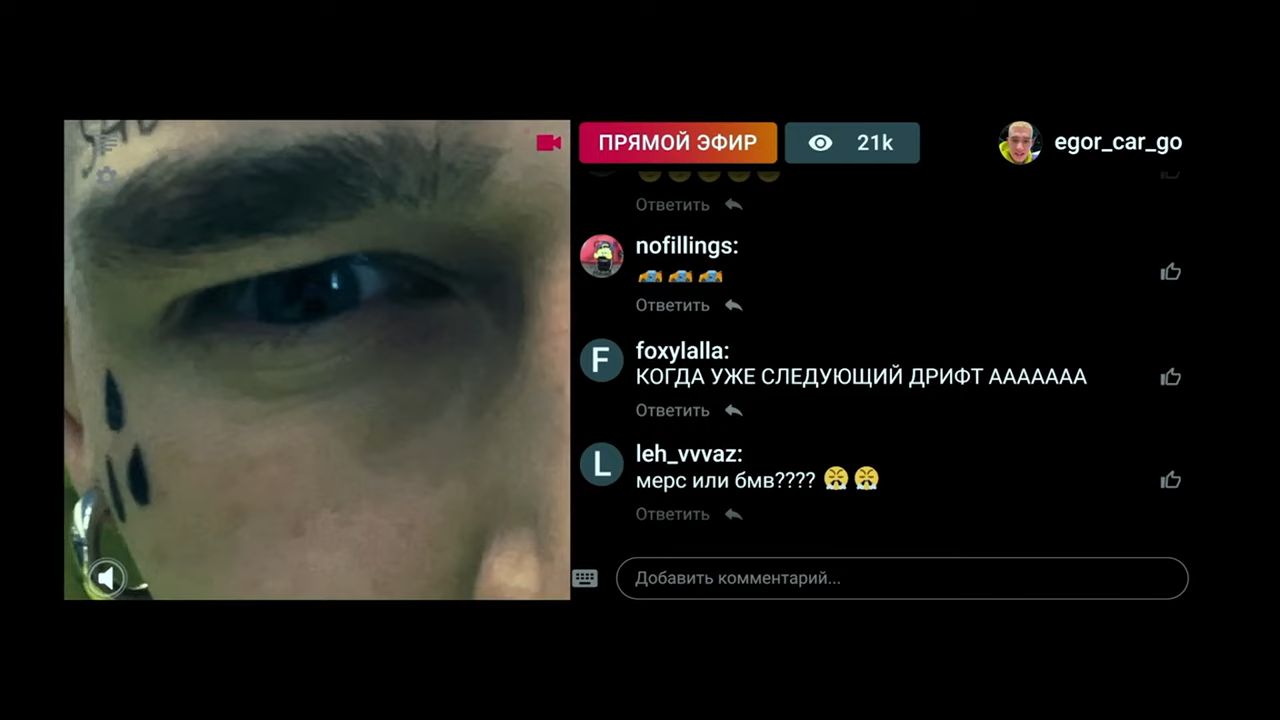 ПРЯМОЙ ЭФИР
21k
egor_car_go
Ответить
nofillings:
Ответить
foxylalla:
F
КОГДА УЖЕ СЛЕДУЮЩИЙ ДРИФТ ААААААА
Ответить
leh_vvvaz:
L
мерс или бмв???? 😤😤
Ответить
Добавить комментарий...